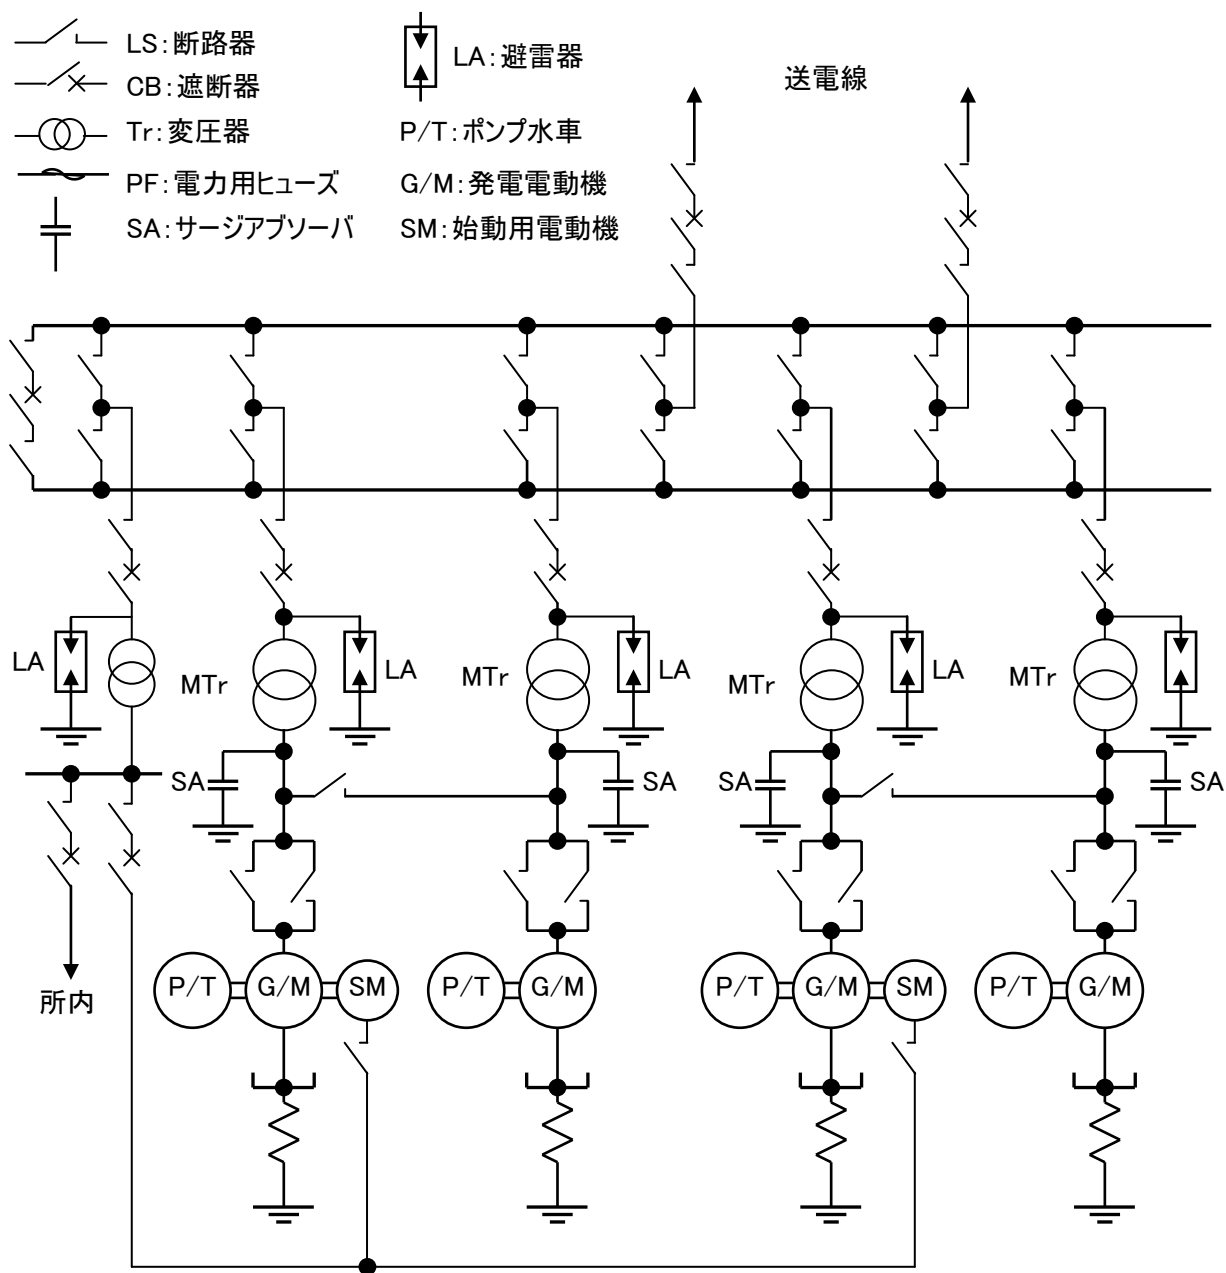 LS:断路器
CB:遮断器
Tr:変圧器
PF:電力用ヒューズ
SA:サージアブソーバ
LA:避雷器
P/T:ポンプ水車
G/M:発電電動機
SM:始動用電動機
送電線
LA
MTr
LA
MTr
LA
MTr
LA
MTr
SA
SA
SA
SA
P/T
G/M
SM
P/T
G/M
P/T
G/M
SM
P/T
G/M
所内